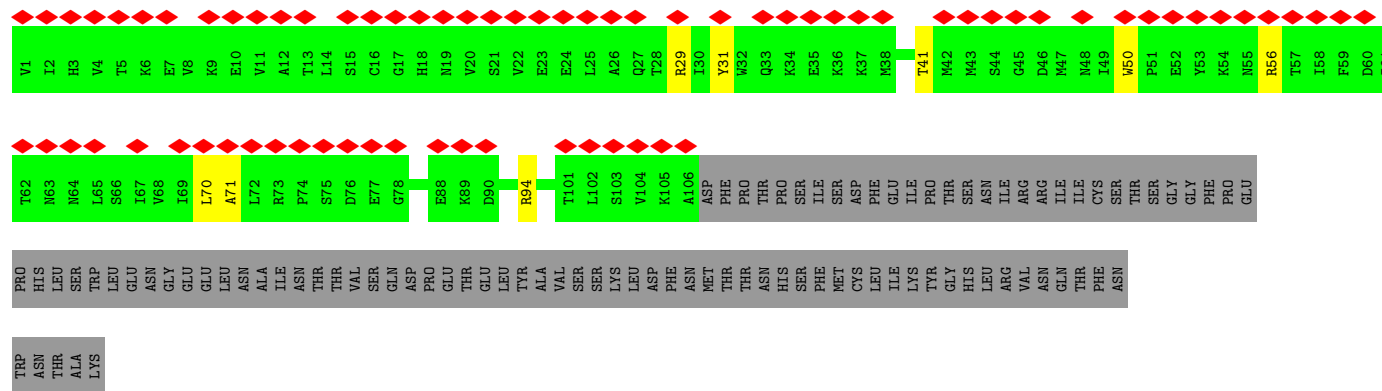 V1 I2 H3 V4 T5 K6 E7 V8 K9 E10 V11 A12 T13 L14 S15 C16 G17 H18 N19 V20 S21 V22 E23 E24 L25 A26 Q27 T28 R29 I30 Y31 W32 Q33 K34 E35 K36 K37 M38 T41 M42 M43 S44 G45 D46 M47 N48 I49 W50 P51 E52 Y53 K54 N55 R56 T57 I58 F59 D60
T62 N63 N64 L65 S66 I67 V68 I69 L70 A71 L72 R73 P74 S75 D76 E77 G78 E88 K89 D90 R94 T101 L102 S103 V104 K105 A106 ASP PHE PRO THR PRO SER ILE SER ASP PHE GLU ILE PRO THR SER ASN ILE ARG ARG ILE ILE CYS SER THR SER GLY GLY PHE PRO GLU
PRO HIS LEU SER TRP LEU GLU ASN GLY GLU GLU LEU ASN ALA ILE ASN THR THR VAL SER GLN ASP PRO GLU THR GLU LEU TYR ALA VAL SER SER LYS LEU ASP PHE ASN MET THR THR ASN HIS SER PHE MET CYS LEU ILE LYS TYR GLY HIS LEU ARG VAL ASN GLN THR PHE ASN
TRP ASN THR ALA LYS